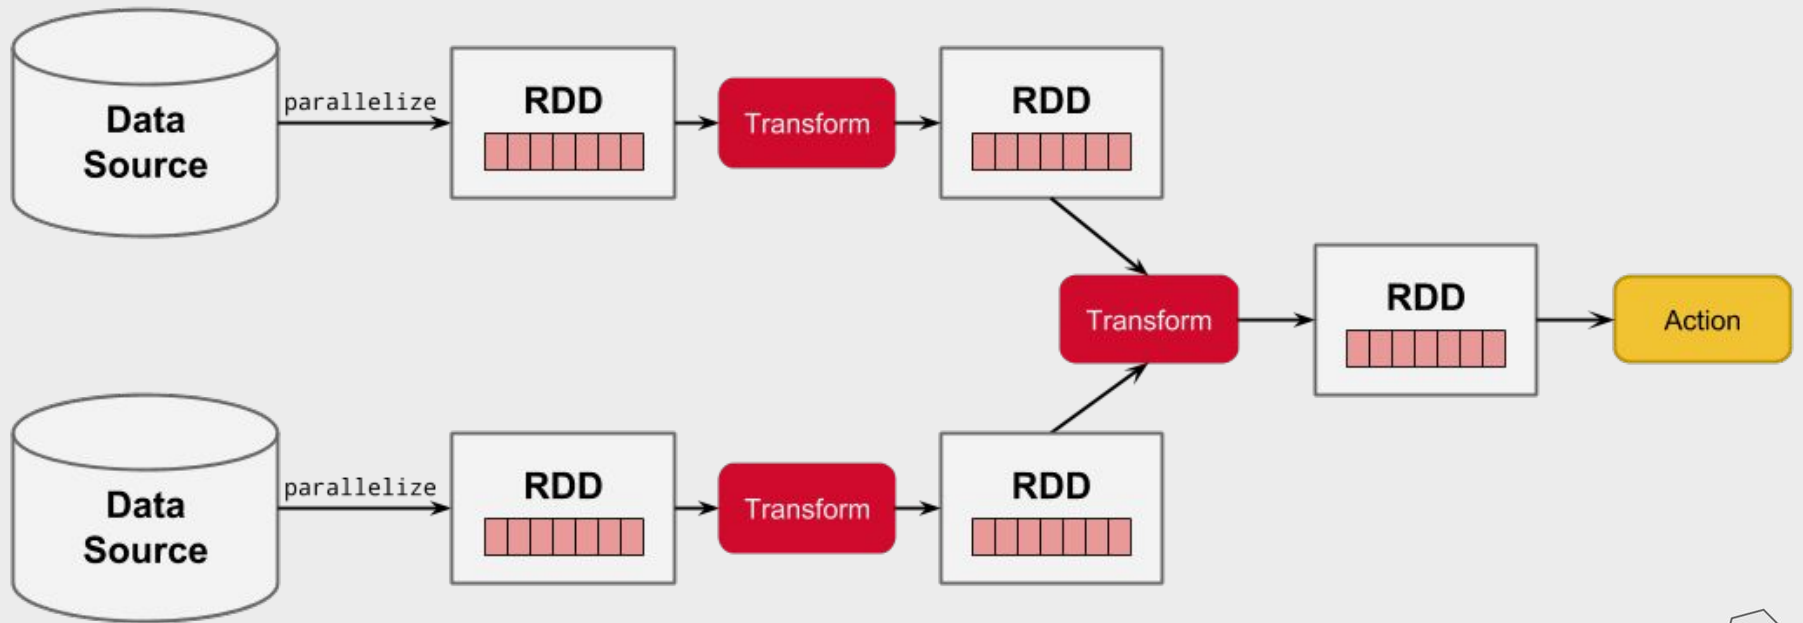 Data
Source
parallelize
RDD
Transform
RDD
Transform
RDD
Action
Data
Source
parallelize
RDD
Transform
RDD